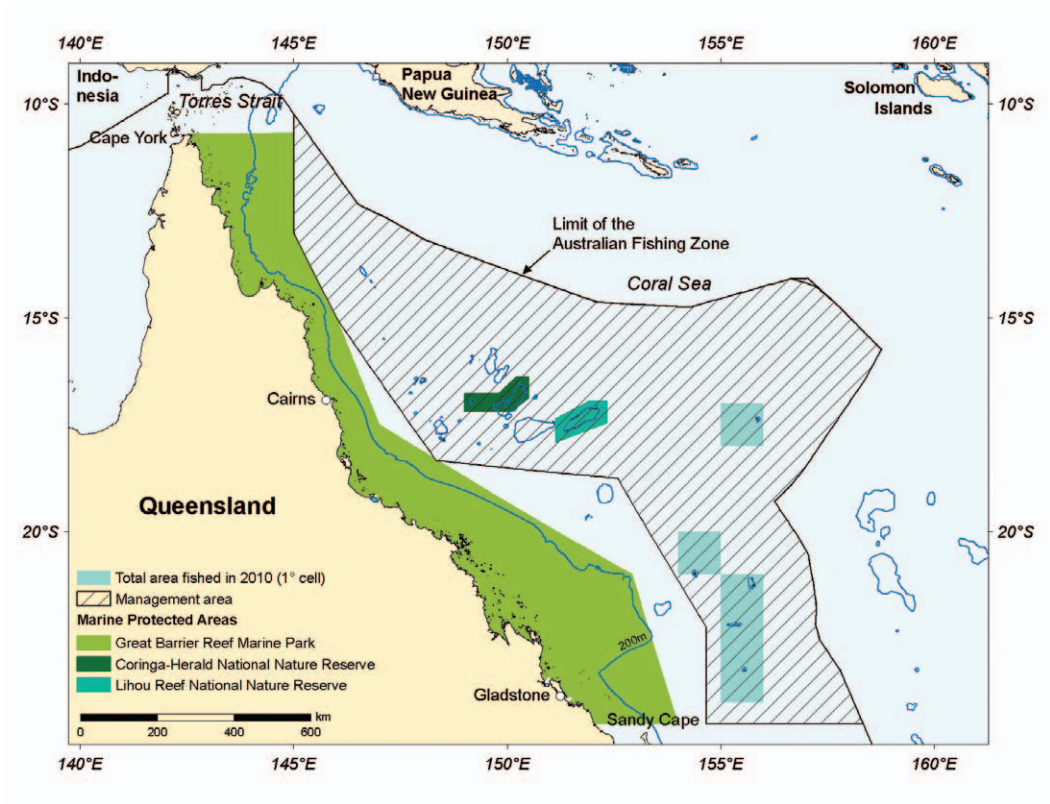 140°E 145°E 150°E 155°E 160°E
Indo-
nesia
Papua
New Guinea
Solomon
Islands
10°S
10°S
Torres Strait
Cape York
Limit of the
Australian Fishing Zone
Coral Sea
15°S
15°S
Cairns
Queensland
20°S
20°S
Total area fished in 2010 (1° cell)
Management area
Marine Protected Areas
Great Barrier Reef Marine Park
Coringa-Herald National Nature Reserve
Lihou Reef National Nature Reserve
200m
Gladstone
Sandy Cape
km
0 200 400 600
140°E 145°E 150°E 155°E 160°E